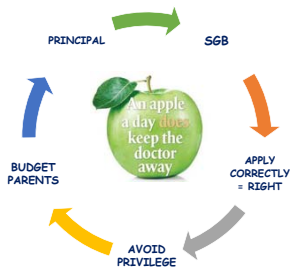 PRINCIPAL
SGB
An apple
a day does
keep the
doctor
away
BUDGET
PARENTS
APPLY
CORRECTLY
= RIGHT
AVOID
PRIVILEGE